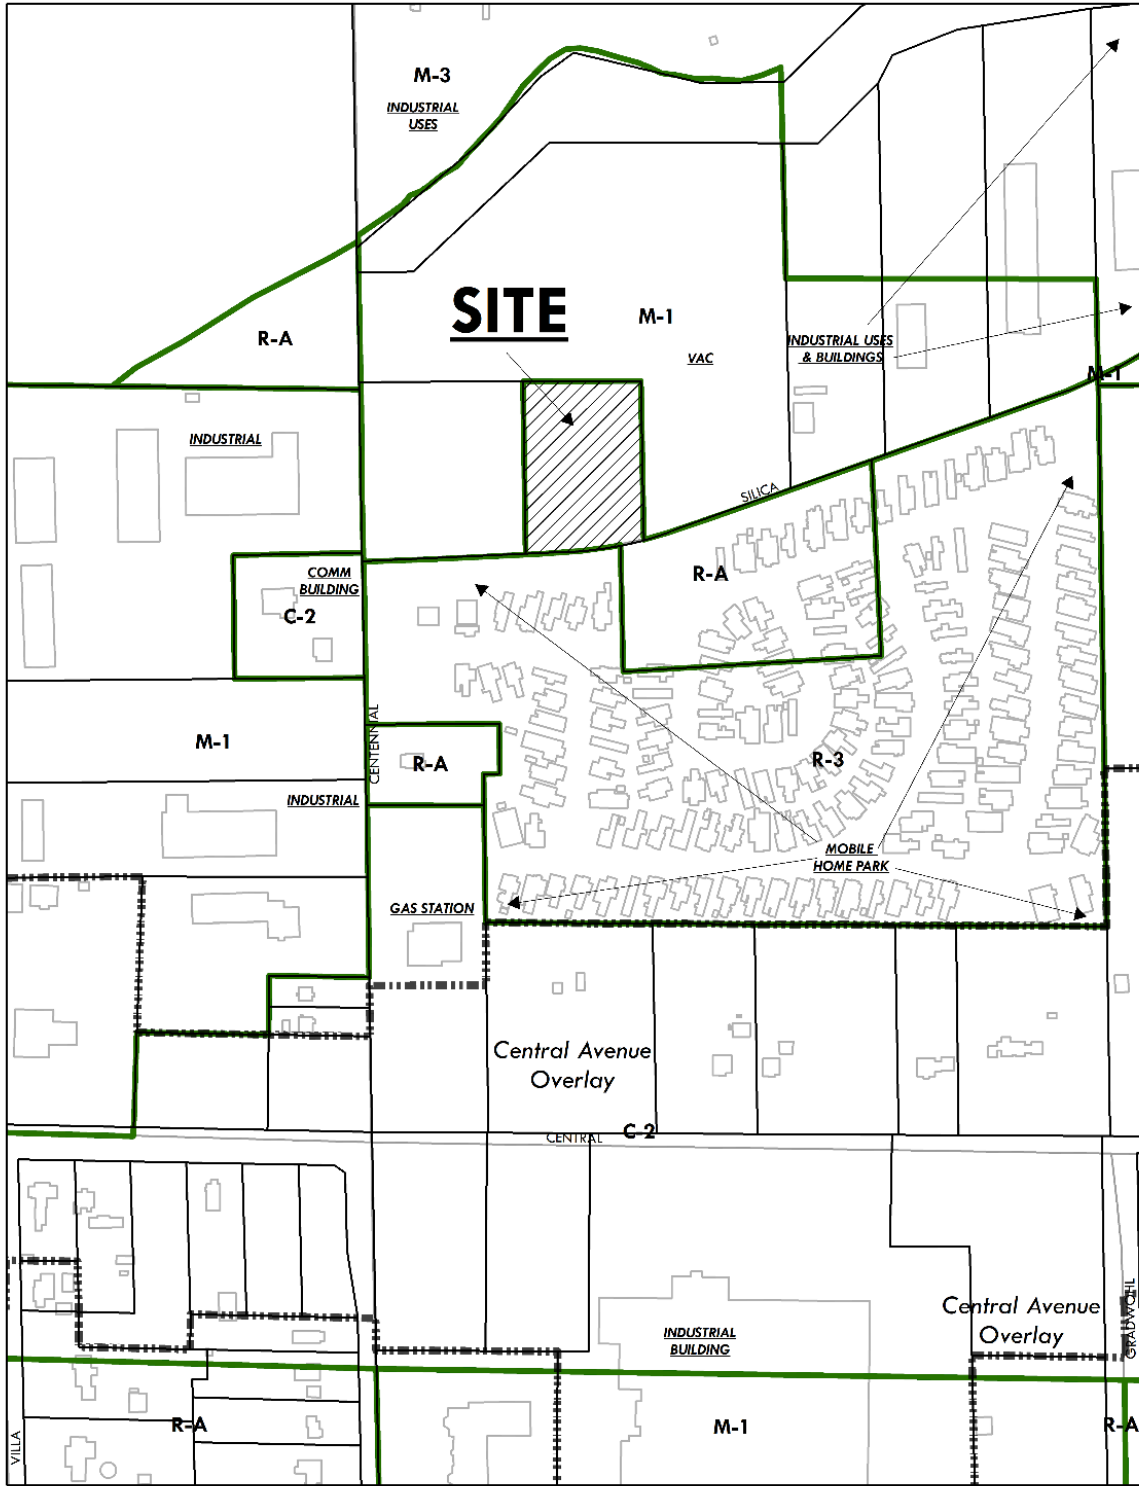 M-3
INDUSTRIAL
USES
SITE
M-1
R-A
VAC
INDUSTRIAL USES
& BUILDINGS
M-1
INDUSTRIAL
SILICA
COMM
BUILDING
C-2
R-A
CENTENNIAL
M-1
R-A
R-3
INDUSTRIAL
MOBILE
HOME PARK
GAS STATION
Central Avenue
Overlay
C-2
CENTRAL
Central Avenue
Overlay
GRADWOHL
INDUSTRIAL
BUILDING
R-A
M-1
R-A
VILLA